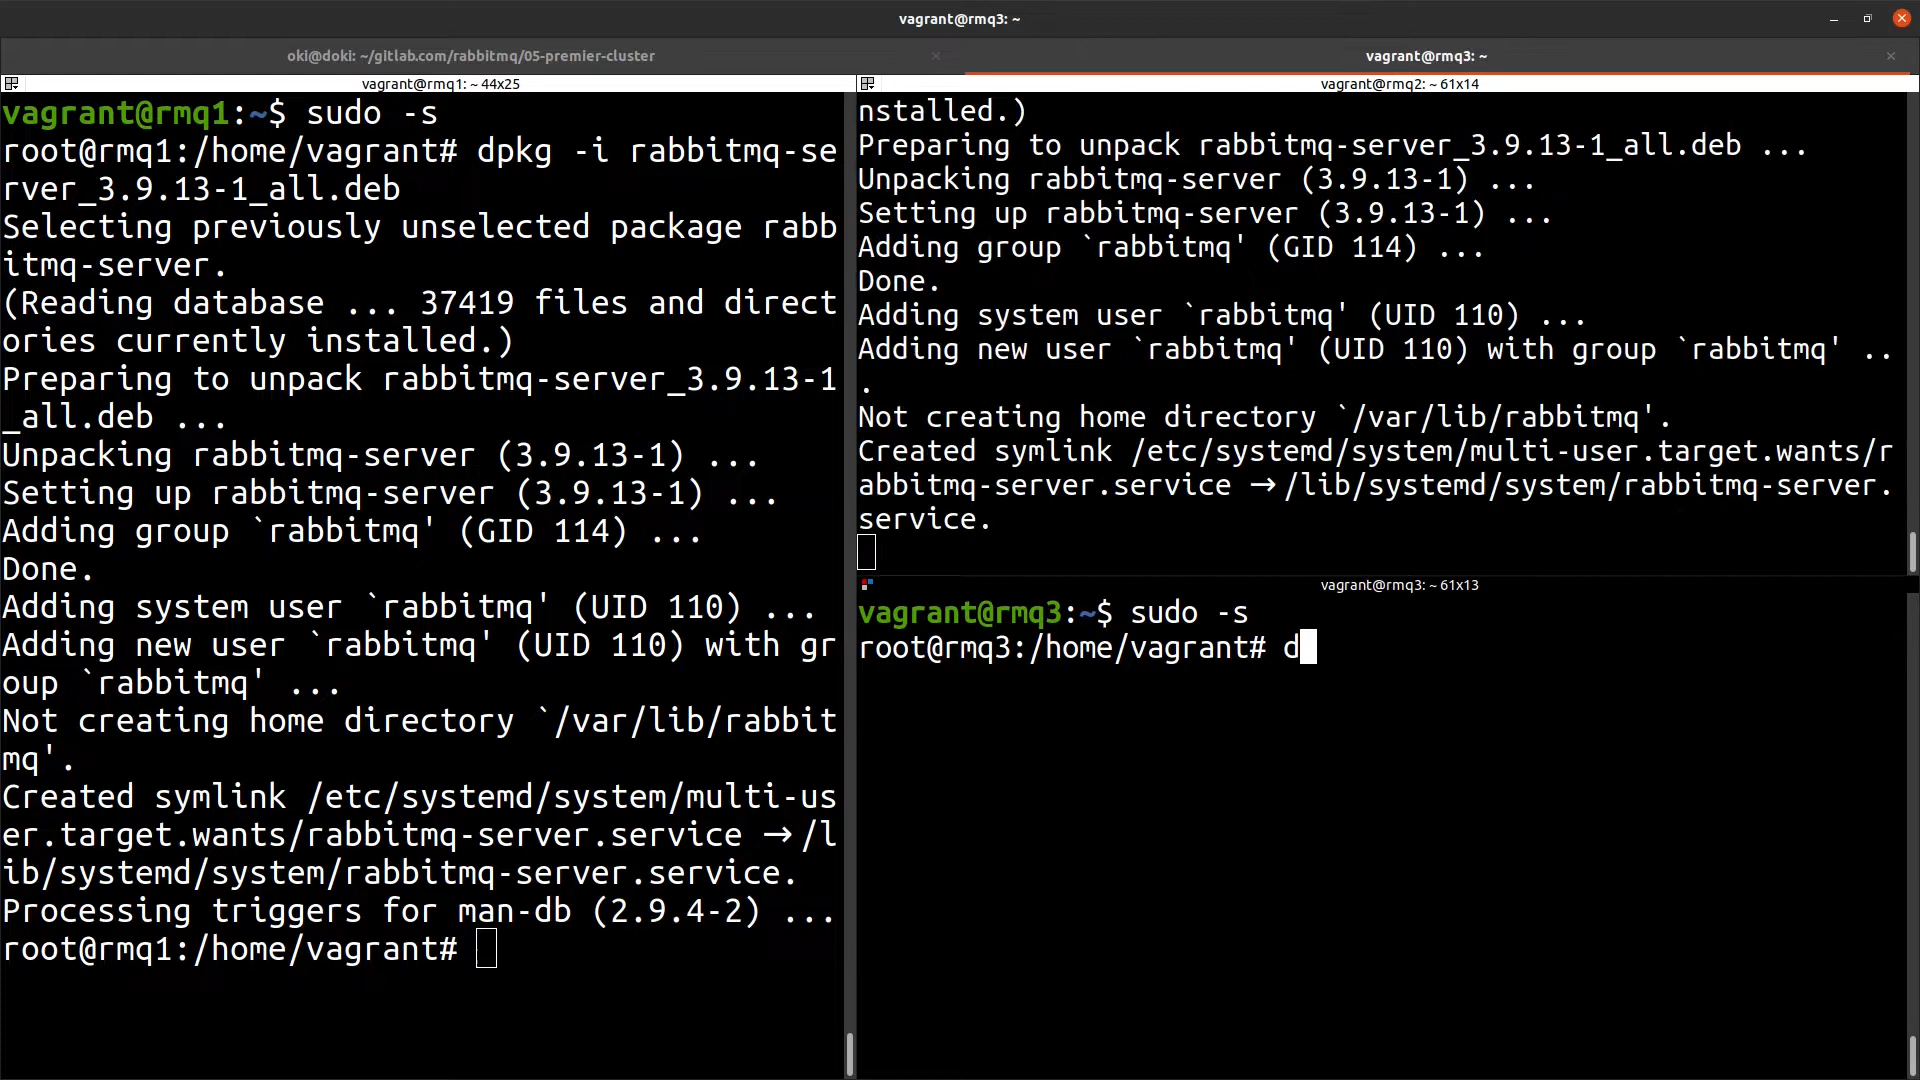 vagrant@rmq3: ~
oki@doki: ~/gitlab.com/rabbitmq/05-premier-cluster
vagrant@rmq3: ~
vagrant@rmq1: ~ 44x25
vagrant@rmq1:~$ sudo -s
root@rmq1:/home/vagrant# dpkg -i rabbitmq-se
rver_3.9.13-1_all.deb
Selecting previously unselected package rabb
itmq-server.
(Reading database ... 37419 files and direct
ories currently installed.)
Preparing to unpack rabbitmq-server_3.9.13-1
_all.deb ...
Unpacking rabbitmq-server (3.9.13-1) ...
Setting up rabbitmq-server (3.9.13-1) ...
Adding group `rabbitmq' (GID 114) ...
Done.
Adding system user `rabbitmq' (UID 110) ...
Adding new user `rabbitmq' (UID 110) with gr
oup `rabbitmq' ...
Not creating home directory `/var/lib/rabbit
mq'.
Created symlink /etc/systemd/system/multi-us
er.target.wants/rabbitmq-server.service → /l
ib/systemd/system/rabbitmq-server.service.
Processing triggers for man-db (2.9.4-2) ...
root@rmq1:/home/vagrant#
vagrant@rmq2: ~ 61x14
nstalled.)
Preparing to unpack rabbitmq-server_3.9.13-1_all.deb ...
Unpacking rabbitmq-server (3.9.13-1) ...
Setting up rabbitmq-server (3.9.13-1) ...
Adding group `rabbitmq' (GID 114) ...
Done.
Adding system user `rabbitmq' (UID 110) ...
Adding new user `rabbitmq' (UID 110) with group `rabbitmq' ..
.
Not creating home directory `/var/lib/rabbitmq'.
Created symlink /etc/systemd/system/multi-user.target.wants/r
abbitmq-server.service → /lib/systemd/system/rabbitmq-server.
service.
vagrant@rmq3: ~ 61x13
vagrant@rmq3:~$ sudo -s
root@rmq3:/home/vagrant# d